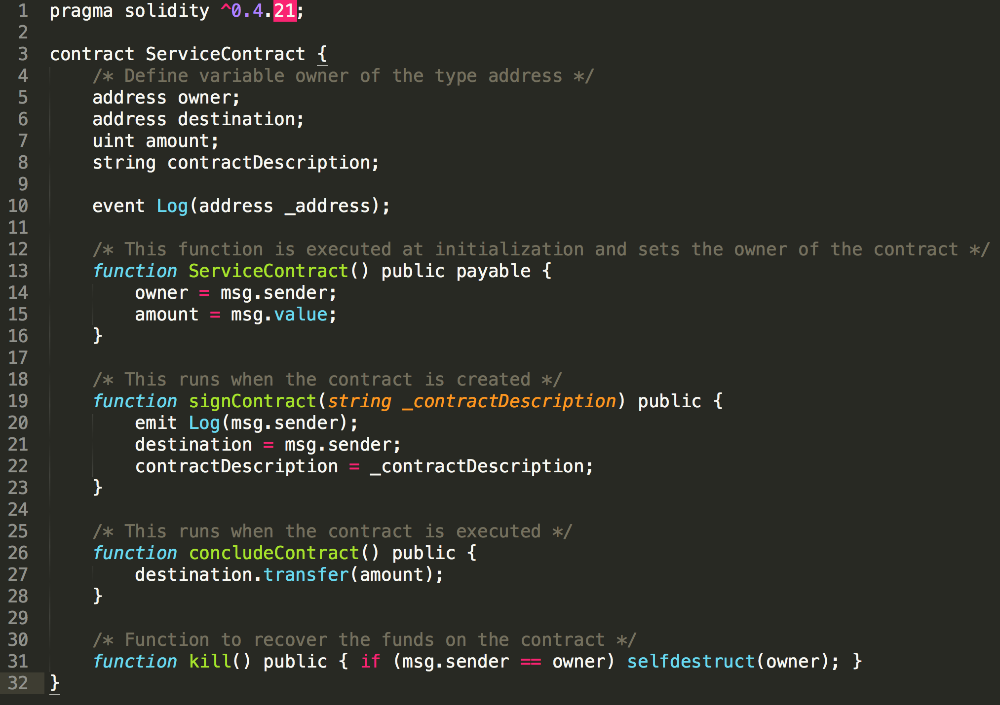 1 pragma solidity ^0.4.21;
2
3 contract ServiceContract {
4     /* Define variable owner of the type address */
5     address owner;
6     address destination;
7     uint amount;
8     string contractDescription;
9
10     event Log(address _address);
11
12     /* This function is executed at initialization and sets the owner of the contract */
13     function ServiceContract() public payable {
14         owner = msg.sender;
15         amount = msg.value;
16     }
17
18     /* This runs when the contract is created */
19     function signContract(string _contractDescription) public {
20         emit Log(msg.sender);
21         destination = msg.sender;
22         contractDescription = _contractDescription;
23     }
24
25     /* This runs when the contract is executed */
26     function concludeContract() public {
27         destination.transfer(amount);
28     }
29
30     /* Function to recover the funds on the contract */
31     function kill() public { if (msg.sender == owner) selfdestruct(owner); }
32 }